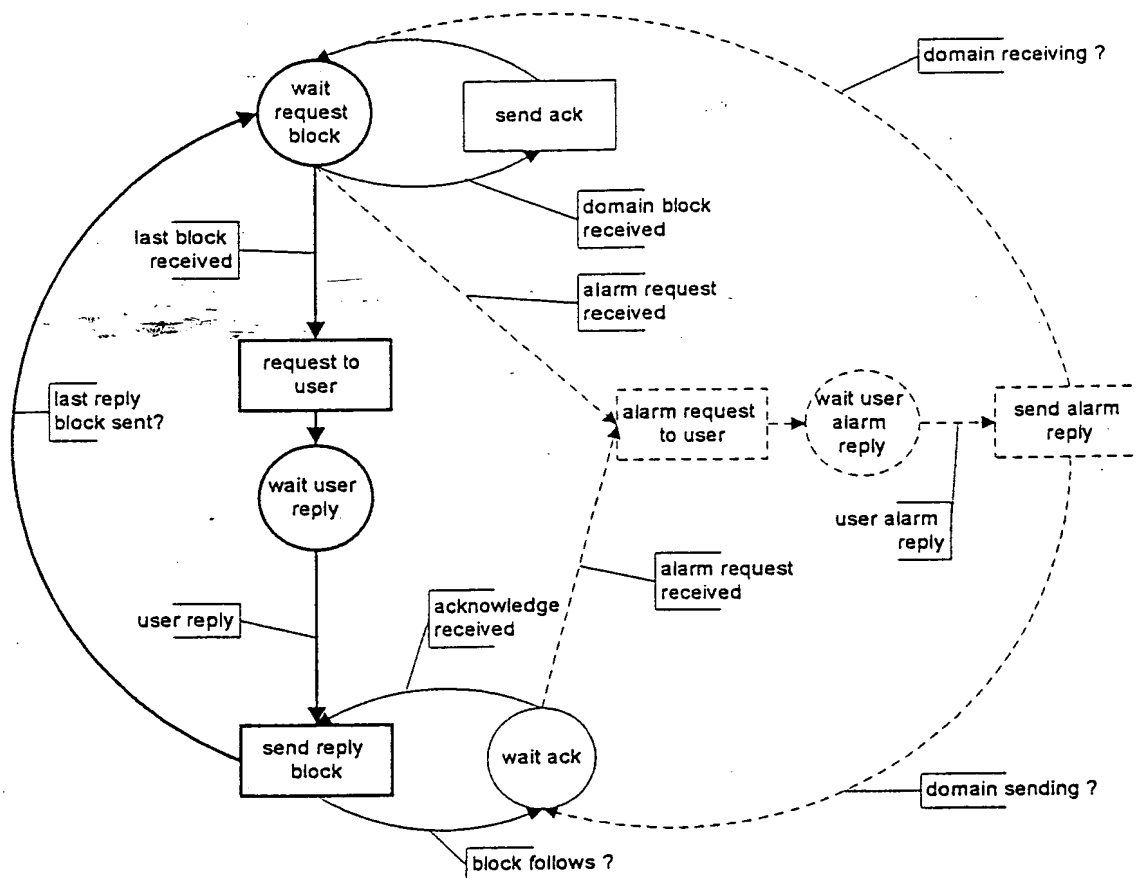 domain receiving ?
wait
request
block
send ack
domain block
received
last block
received
alarm request
received
request to
user
last reply
block sent?
alarm request
to user
wait user
alarm
reply
send alarm
reply
wait user
reply
user alarm
reply
alarm request
received
acknowledge
received
user reply
send reply
block
wait ack
domain sending ?
block follows ?